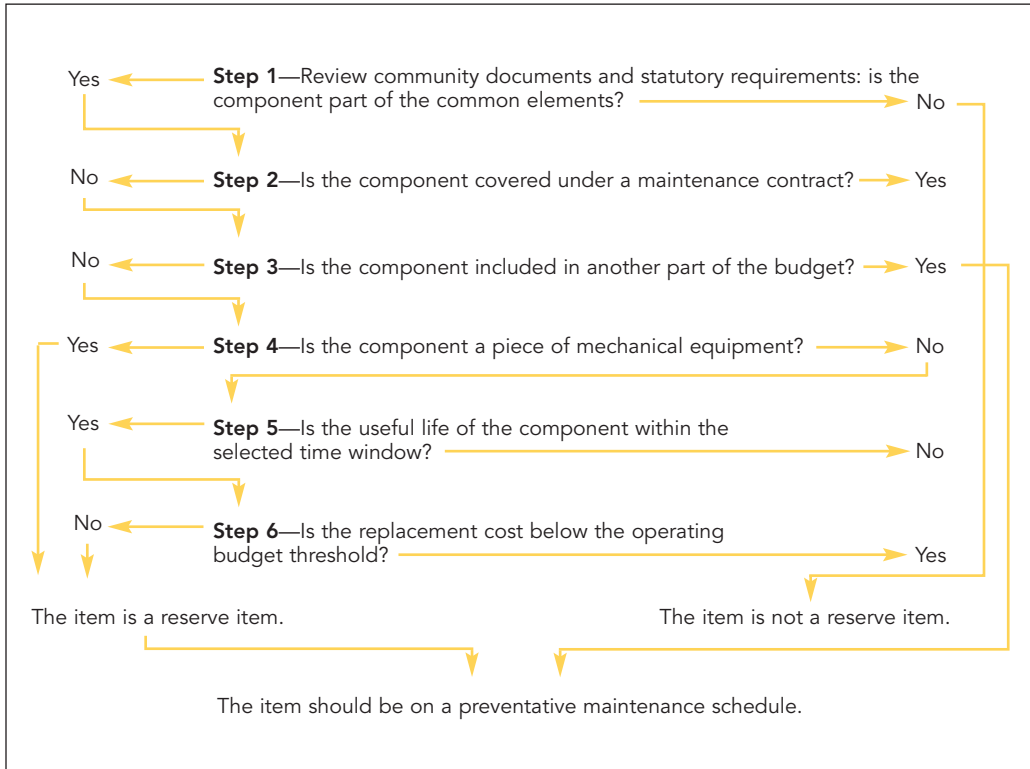 Yes
Step 1—Review community documents and statutory requirements: is the
component part of the common elements?
No
No
Step 2—Is the component covered under a maintenance contract?
Yes
No
Step 3—Is the component included in another part of the budget?
Yes
Yes
Step 4—Is the component a piece of mechanical equipment?
No
Yes
Step 5—Is the useful life of the component within the
selected time window?
No
No
Step 6—Is the replacement cost below the operating
budget threshold?
Yes
The item is a reserve item.
The item is not a reserve item.
The item should be on a preventative maintenance schedule.